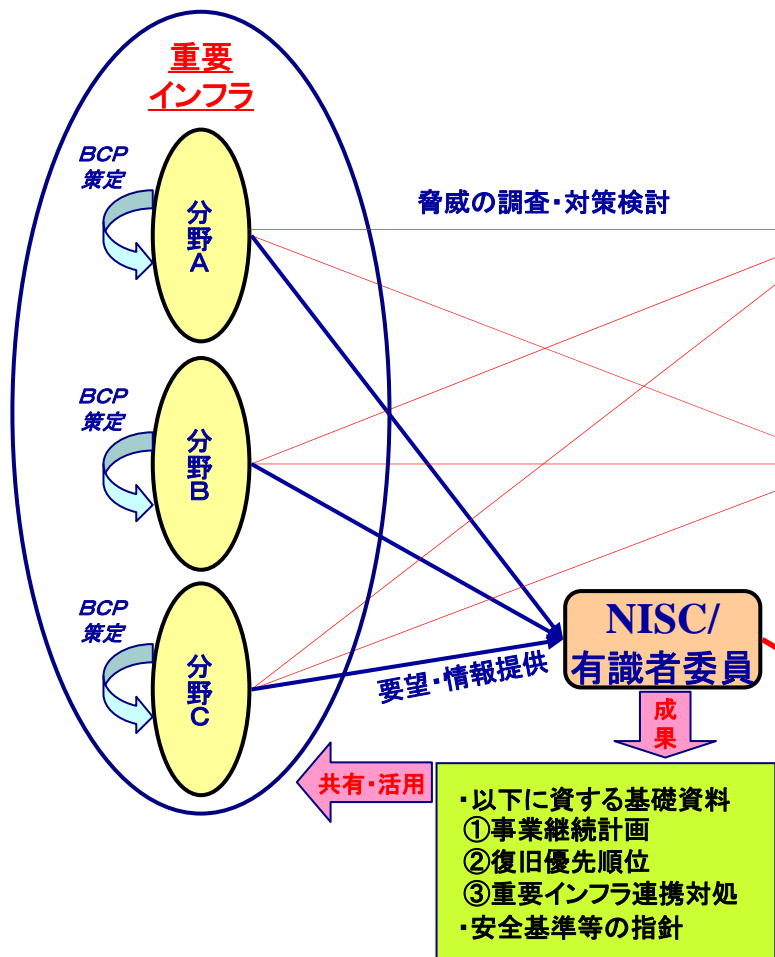 重要
インフラ
BCP
策定
分野A
脅威の調査・対策検討
BCP
策定
分野B
BCP
策定
分野C
要望・情報提供
NISC/
有識者委員
成果
共有・活用
・以下に資する基礎資料
①事業継続計画
②復旧優先順位
③重要インフラ連携対処
・安全基準等の指針